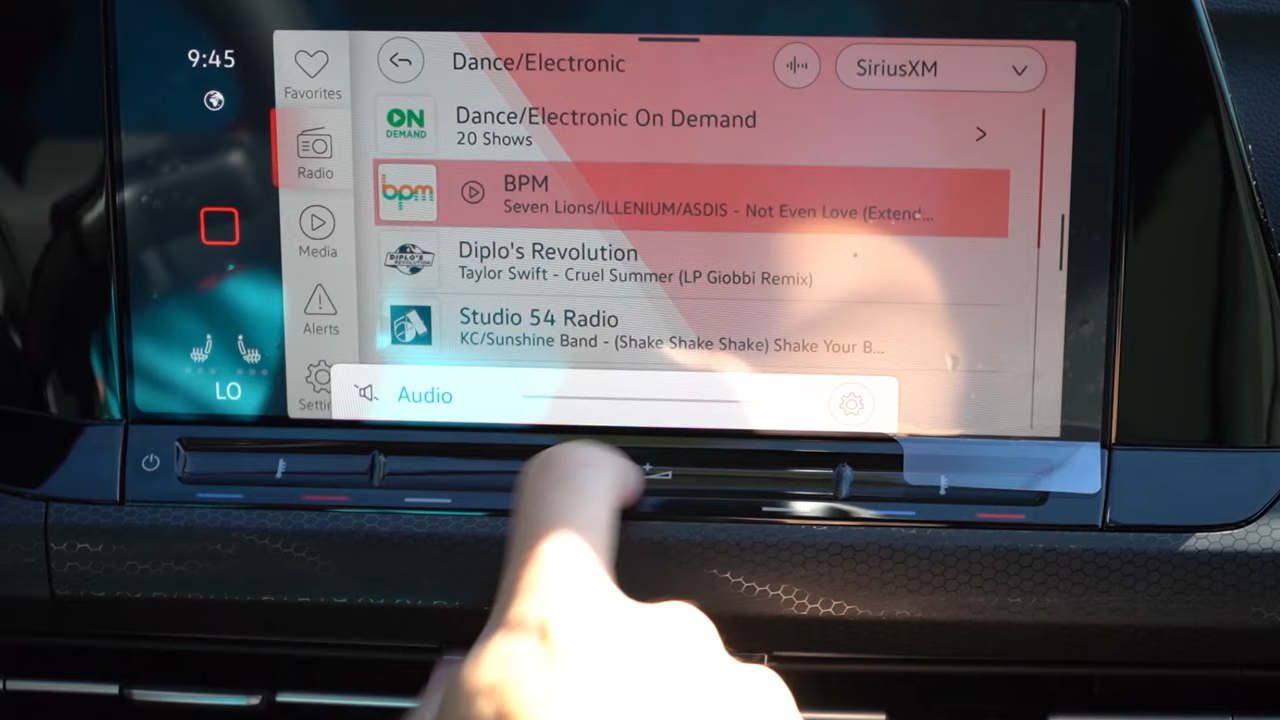 9:45
Favorites
Radio
Media
Alerts
LO
Dance/Electronic
SiriusXM
ON
DEMAND
Dance/Electronic On Demand
20 Shows
bpm
BPM
Seven Lions/ILLENIUM/ASDIS - Not Even Love (Extend...
DIPLO'S
REVOLUTION
Diplo's Revolution
Taylor Swift - Cruel Summer (LP Giobbi Remix)
Studio 54 Radio
KC/Sunshine Band - (Shake Shake Shake) Shake Your B...
Audio